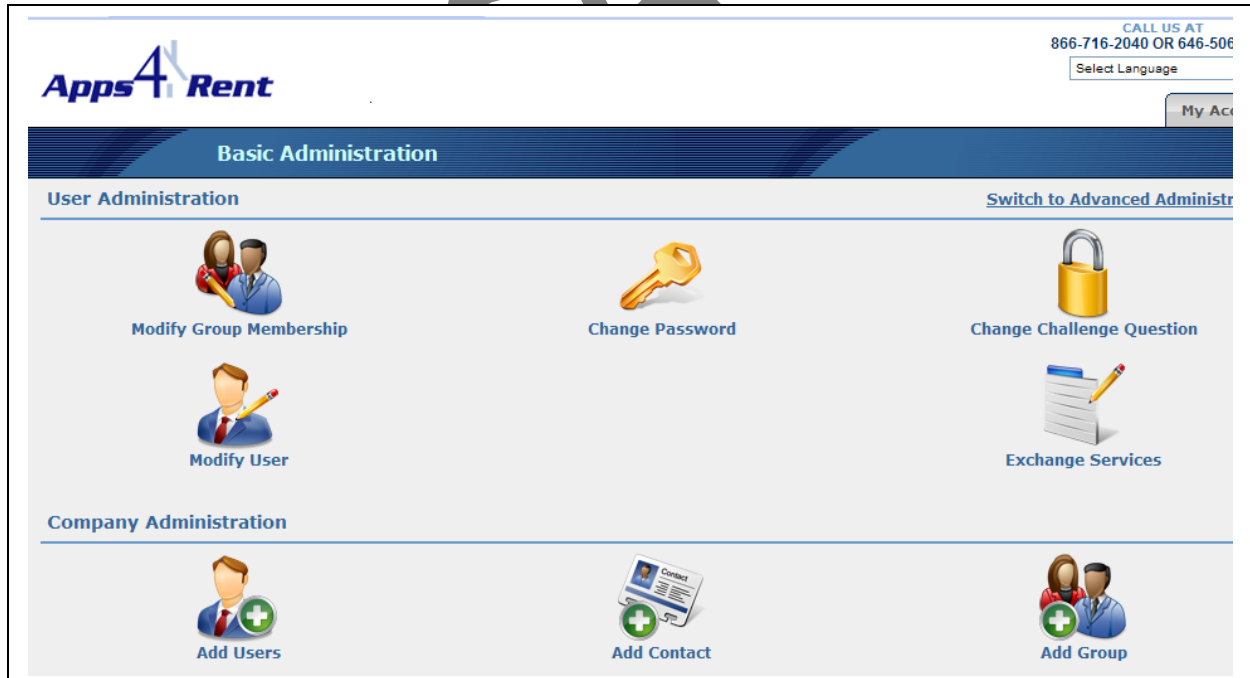 CALL US AT
866-716-2040 OR 646-506
Apps4Rent
Select Language
My Acc
Basic Administration
User Administration
Switch to Advanced Administr
Modify Group Membership
Change Password
Change Challenge Question
Modify User
Exchange Services
Company Administration
Contact
Add Users
Add Contact
Add Group